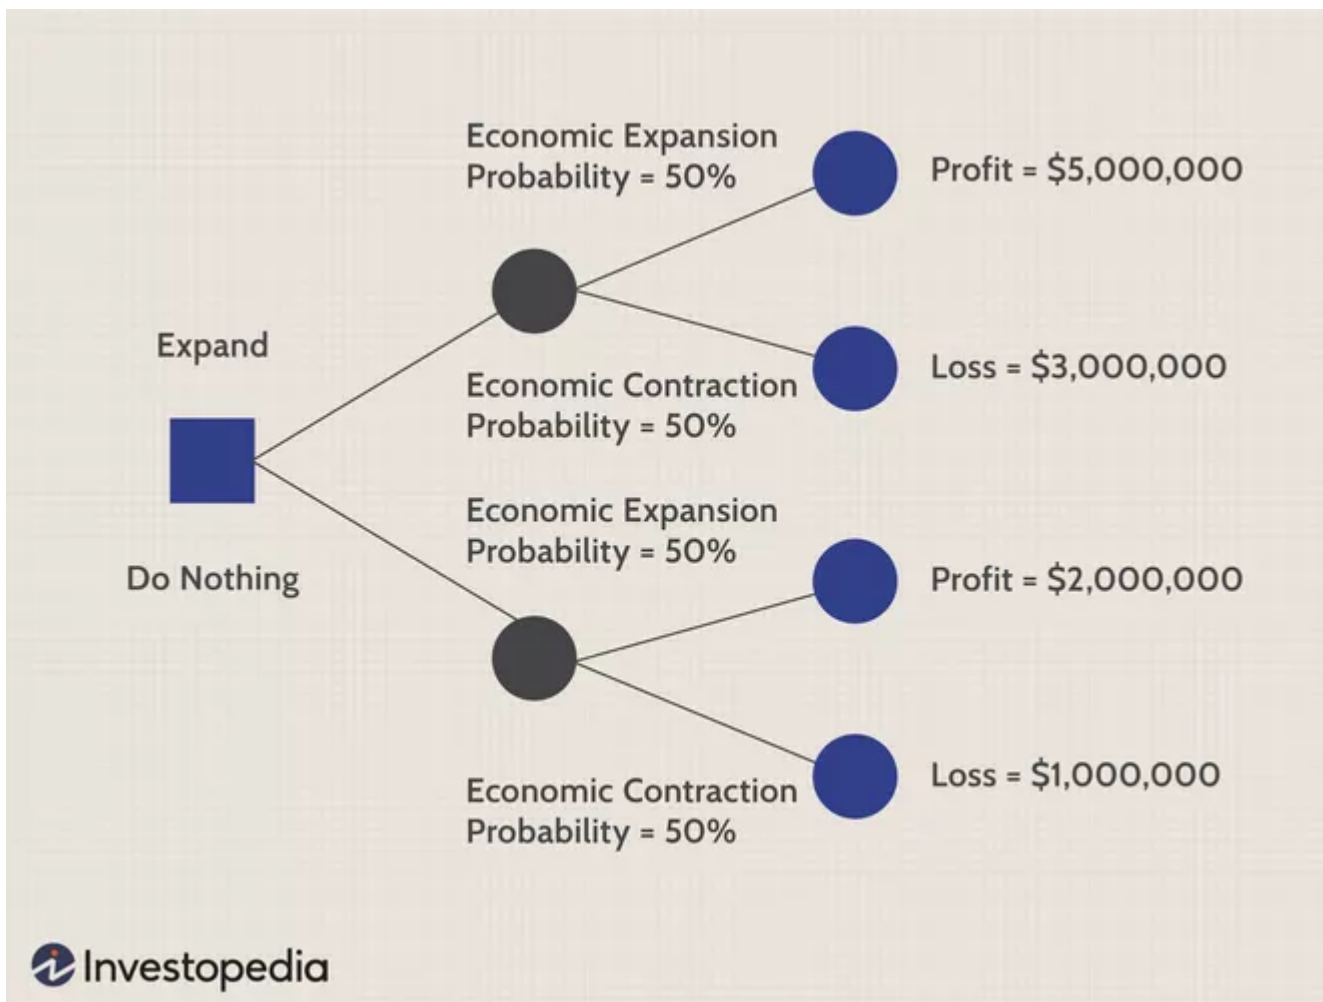 Economic Expansion
Probability = 50%
Profit = $5,000,000
Expand
Loss = $3,000,000
Economic Contraction
Probability = 50%
Economic Expansion
Probability = 50%
Do Nothing
Profit = $2,000,000
Loss = $1,000,000
Economic Contraction
Probability = 50%
Investopedia